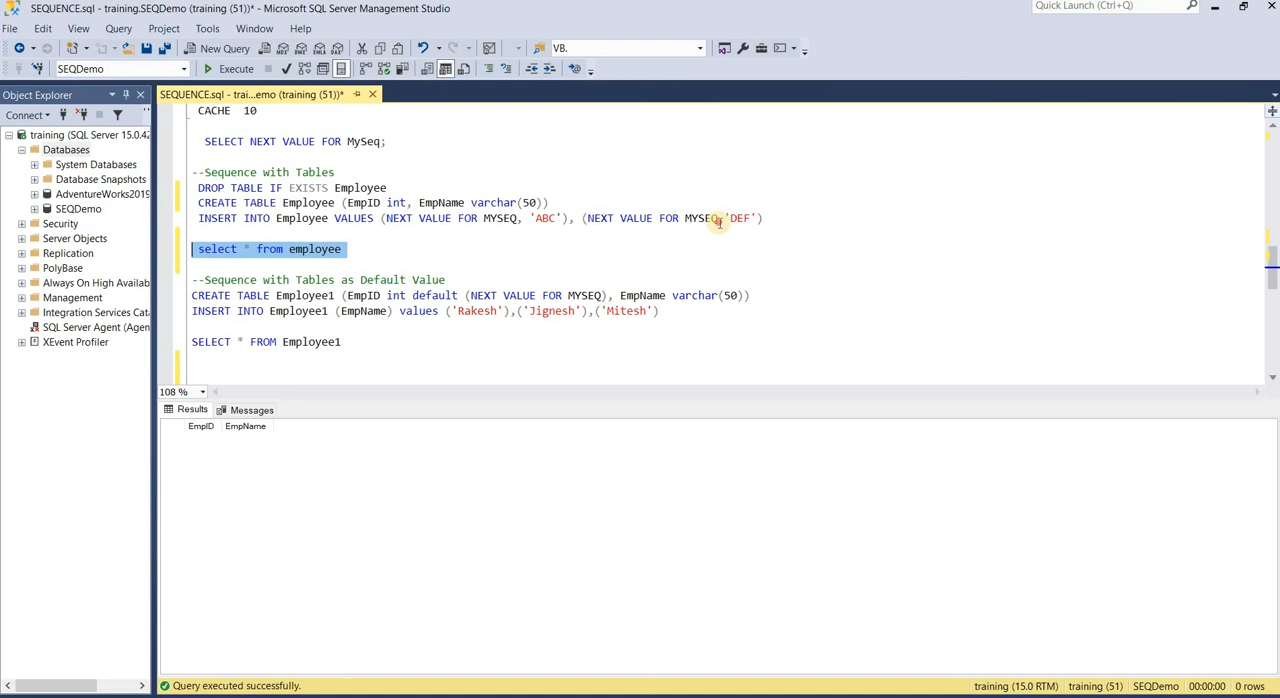 SEQUENCE.sql - training.SEQDemo (training (51))* - Microsoft SQL Server Management Studio
Quick Launch (Ctrl+Q)
File Edit View Query Project Tools Window Help
New Query
VB.
SEQDemo
Execute
Object Explorer
SEQUENCE.sql - trai...emo (training (51))*
Connect
training (SQL Server 15.0.42
Databases
System Databases
Database Snapshots
AdventureWorks2019
SEQDemo
Security
Server Objects
Replication
PolyBase
Always On High Availab
Management
Integration Services Cata
SQL Server Agent (Agen
XEvent Profiler
CACHE 10
SELECT NEXT VALUE FOR MySeq;
--Sequence with Tables
DROP TABLE IF EXISTS Employee
CREATE TABLE Employee (EmpID int, EmpName varchar(50))
INSERT INTO Employee VALUES (NEXT VALUE FOR MYSEQ, 'ABC'), (NEXT VALUE FOR MYSEQ,'DEF')
select * from employee
--Sequence with Tables as Default Value
CREATE TABLE Employee1 (EmpID int default (NEXT VALUE FOR MYSEQ), EmpName varchar(50))
INSERT INTO Employee1 (EmpName) values ('Rakesh'),('Jignesh'),('Mitesh')
SELECT * FROM Employee1
108 %
Results Messages
EmpID EmpName
Query executed successfully.
training (15.0 RTM) training (51) SEQDemo 00:00:00 0 rows